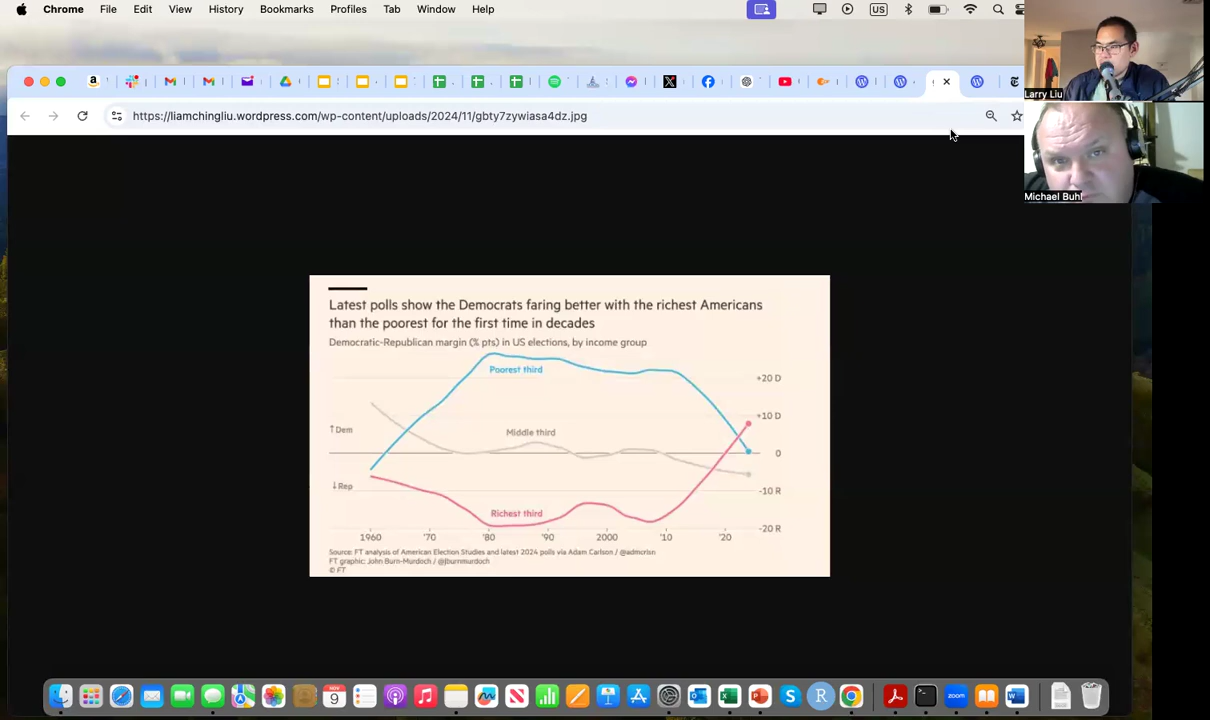 Chrome File Edit View History Bookmarks Profiles Tab Window Help
US
https://liamchingliu.wordpress.com/wp-content/uploads/2024/11/gbty7zywiasa4dz.jpg
Larry Liu
Michael Buhl
Latest polls show the Democrats faring better with the richest Americans
than the poorest for the first time in decades
Democratic-Republican margin (% pts) in US elections, by income group
Poorest third
+20 D
+10 D
↑ Dem
Middle third
0
↓ Rep
-10 R
Richest third
-20 R
1960 '70 '80 '90 2000 '10 '20
Source: FT analysis of American Election Studies and latest 2024 polls via Adam Carlson / @admcrlsn
FT graphic: John Burn-Murdoch / @jburnmurdoch
© FT
NOV
9
zoom